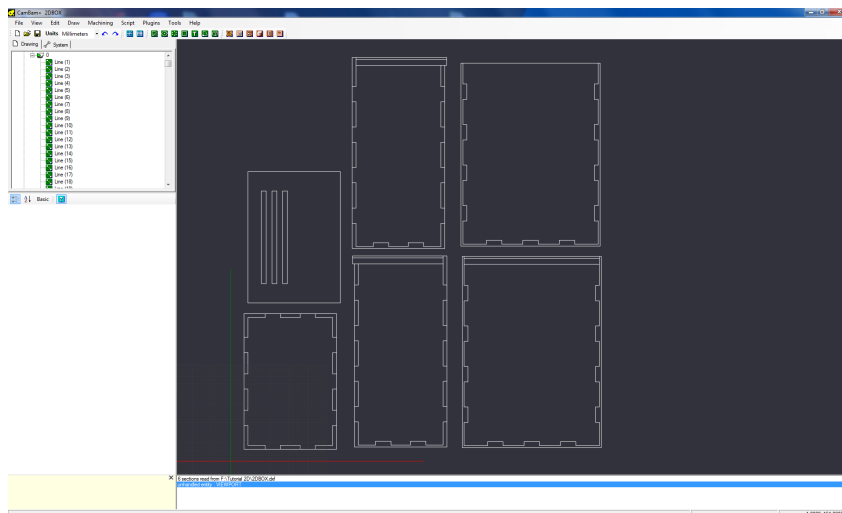 CamBam+ 2DBOX
File View Edit Draw Machining Script Plugins Tools Help
Units Millimeters
Drawing System
0
Line (1)
Line (2)
Line (3)
Line (4)
Line (5)
Line (6)
Line (7)
Line (8)
Line (9)
Line (10)
Line (11)
Line (12)
Line (13)
Line (14)
Line (15)
Line (16)
Line (17)
Line (18)
Basic
6 sections read from F:\Tutorial 2D\2DBOX.dxf
unhandled entity : VIEWPORT